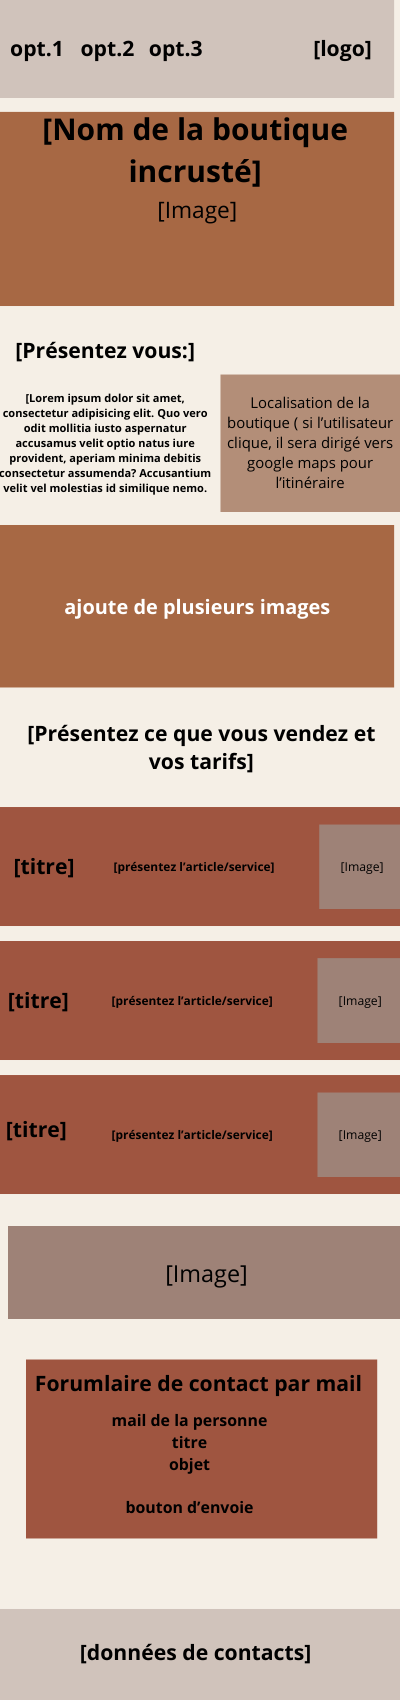 opt.1 opt.2 opt.3 [logo]
[Nom de la boutique
incrusté]
[Image]
[Présentez vous:]
[Lorem ipsum dolor sit amet,
consectetur adipisicing elit. Quo vero
odit mollitia iusto aspernatur
accusamus velit optio natus iure
provident, aperiam minima debitis
consectetur assumenda? Accusantium
velit vel molestias id similique nemo.
Localisation de la
boutique ( si l’utilisateur
clique, il sera dirigé vers
google maps pour
l’itinéraire
ajoute de plusieurs images
[Présentez ce que vous vendez et
vos tarifs]
[titre] [présentez l’article/service] [Image]
[titre] [présentez l’article/service] [Image]
[titre] [présentez l’article/service] [Image]
[Image]
Forumlaire de contact par mail
mail de la personne
titre
objet
bouton d’envoie
[données de contacts]